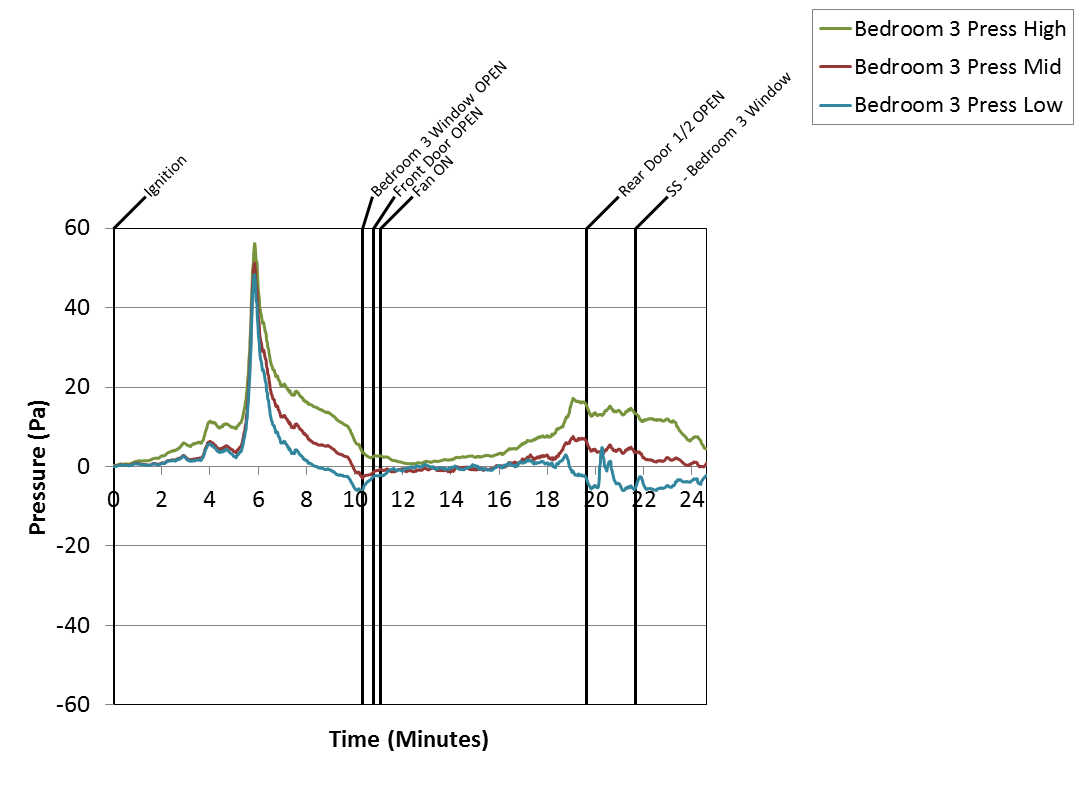 Bedroom 3 Press High
Bedroom 3 Press Mid
Bedroom 3 Press Low
Ignition
Bedroom 3 Window OPEN
Front Door OPEN
Fan ON
Rear Door 1/2 OPEN
SS - Bedroom 3 Window
60
40
20
0
-20
-40
-60
Pressure (Pa)
0 2 4 6 8 10 12 14 16 18 20 22 24
Time (Minutes)